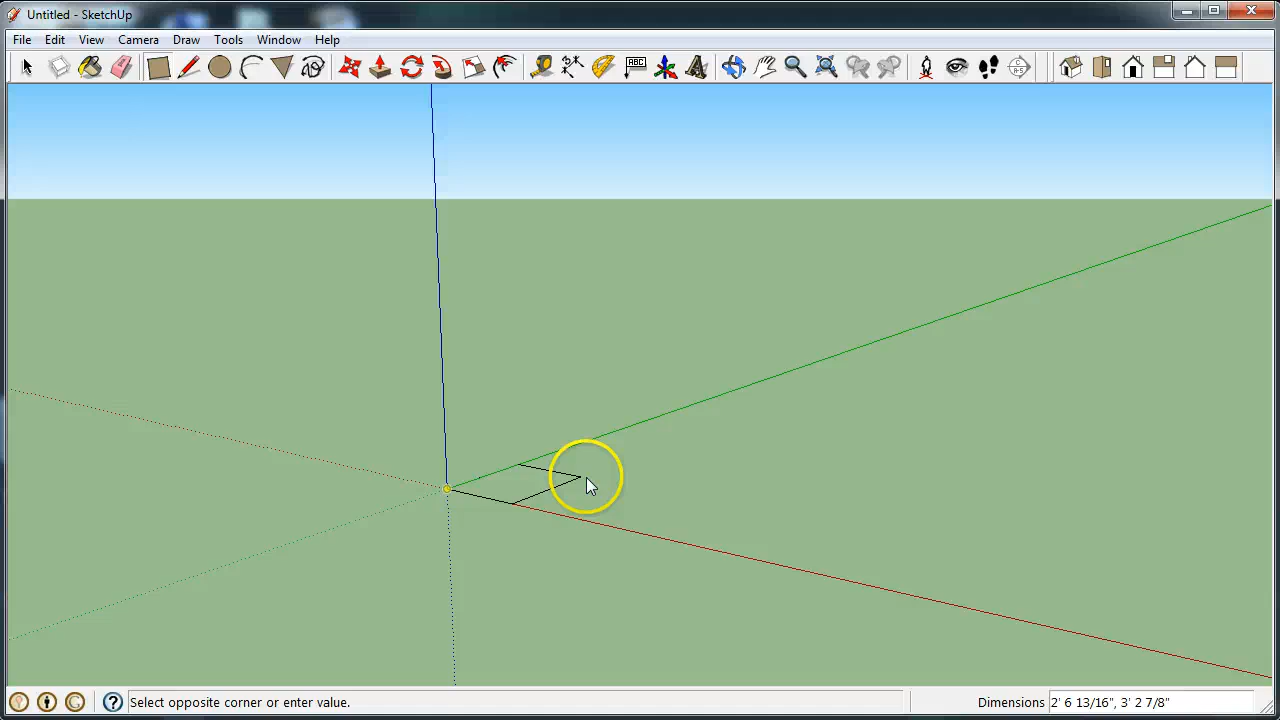 Untitled - SketchUp
File Edit View Camera Draw Tools Window Help
ABC
Select opposite corner or enter value.
Dimensions 2' 6 13/16", 3' 2 7/8"